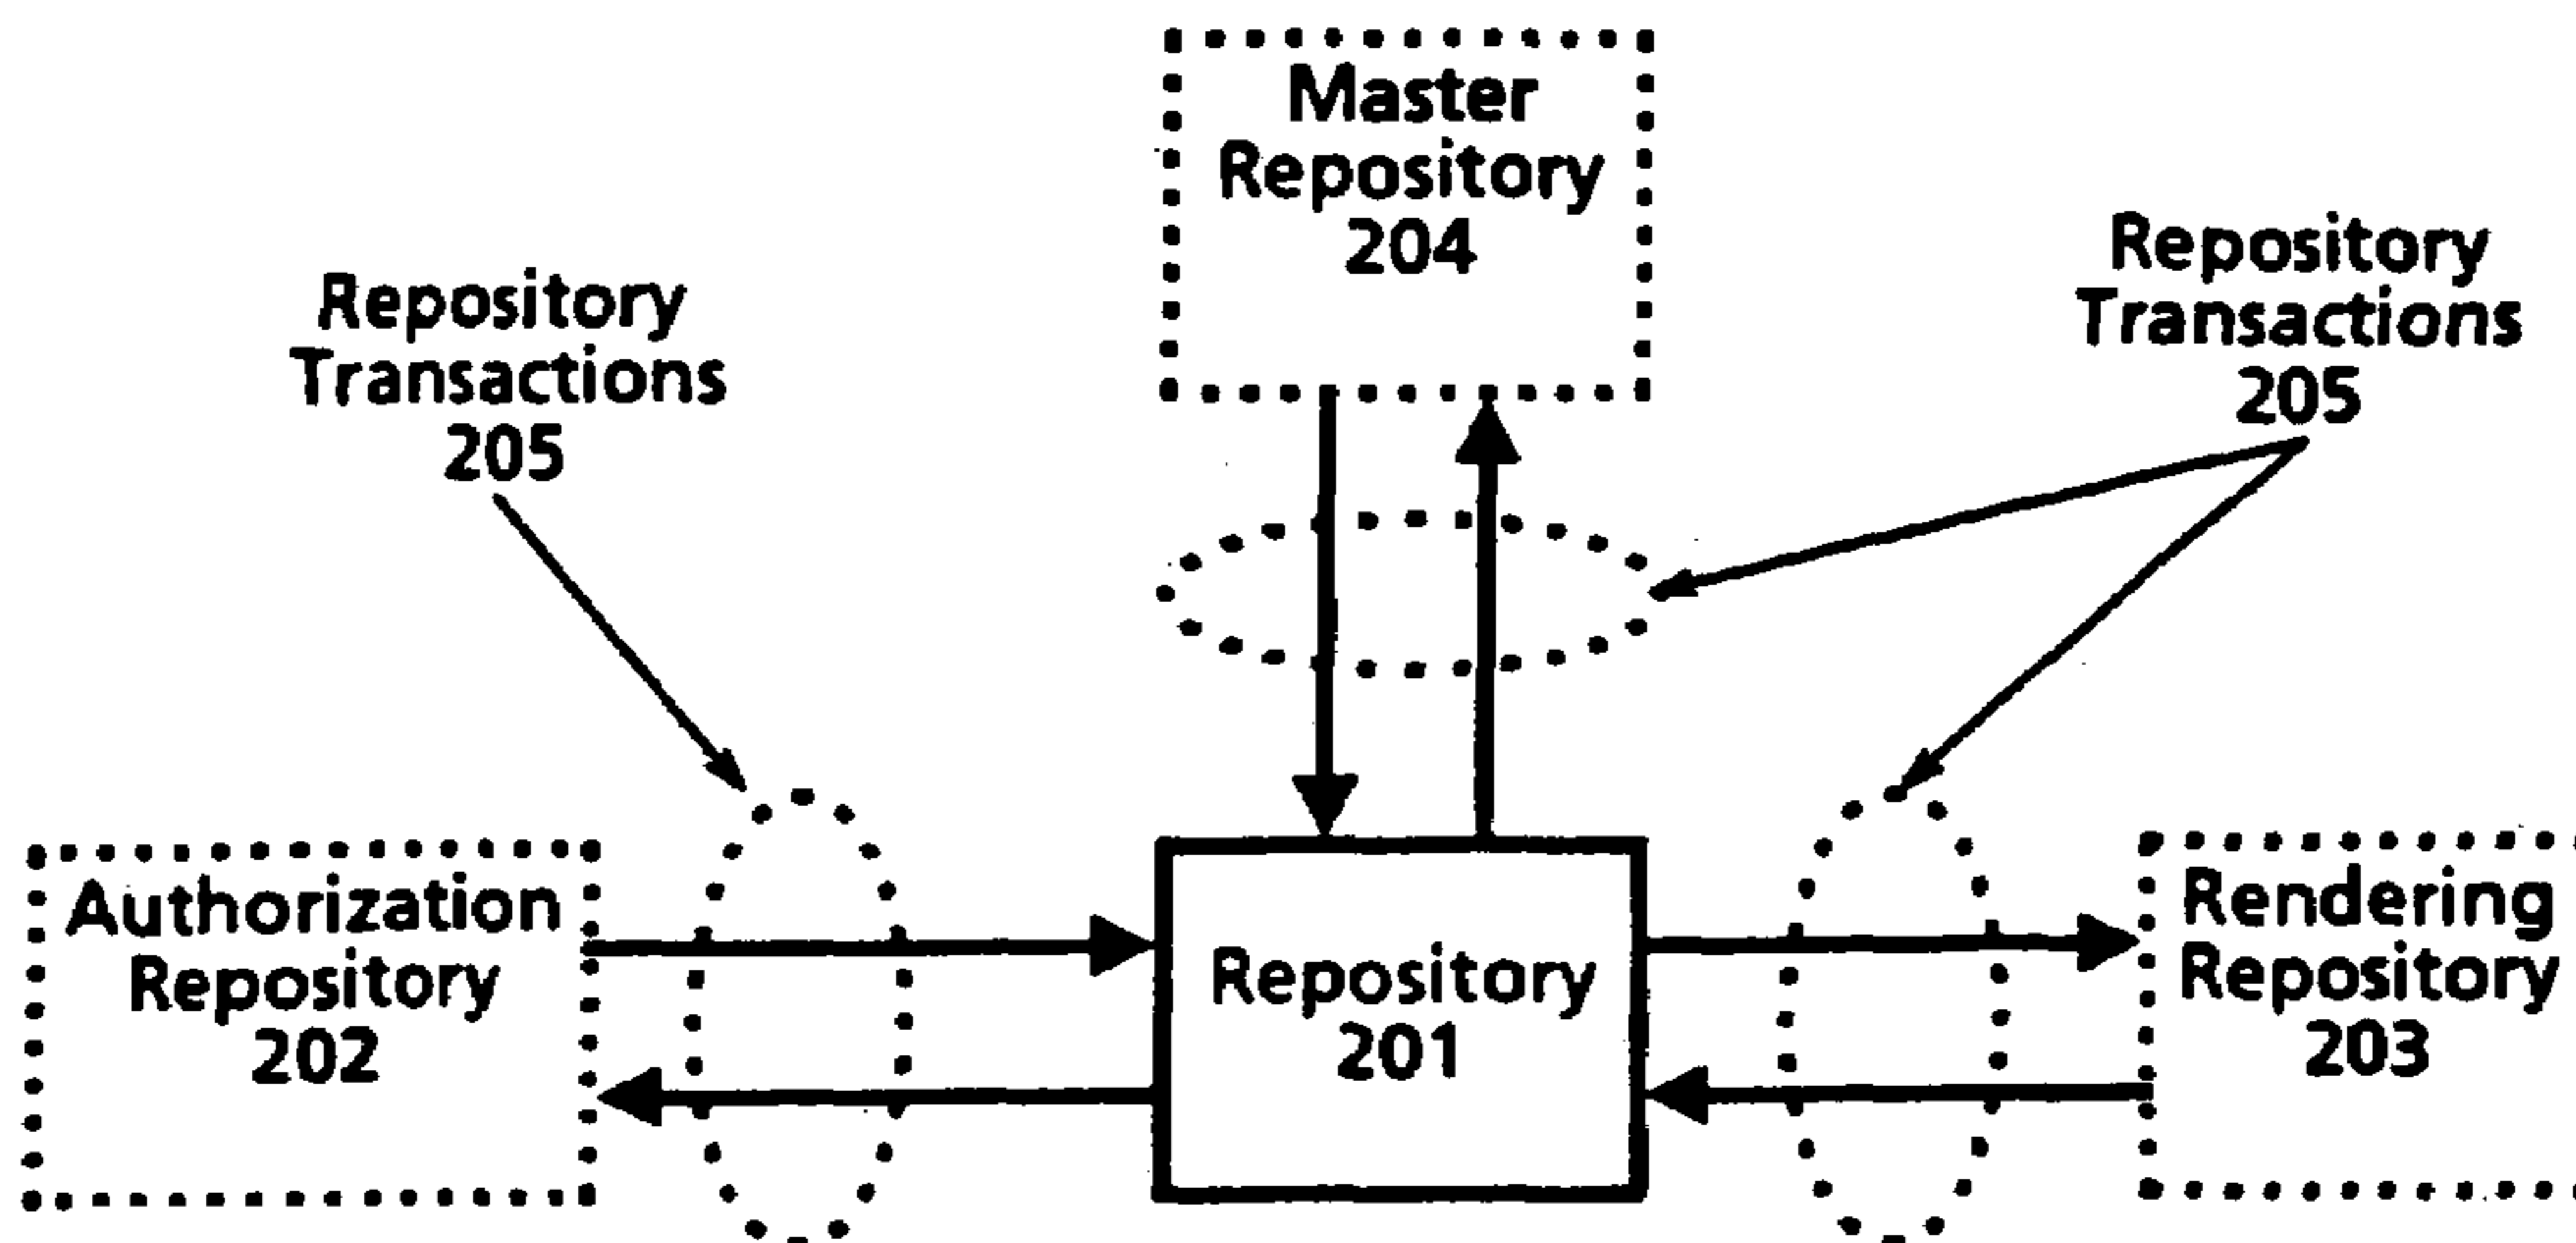 Master
Repository
204
Repository
Transactions
205
Repository
Transactions
205
Authorization
Repository
202
Repository
201
Rendering
Repository
203